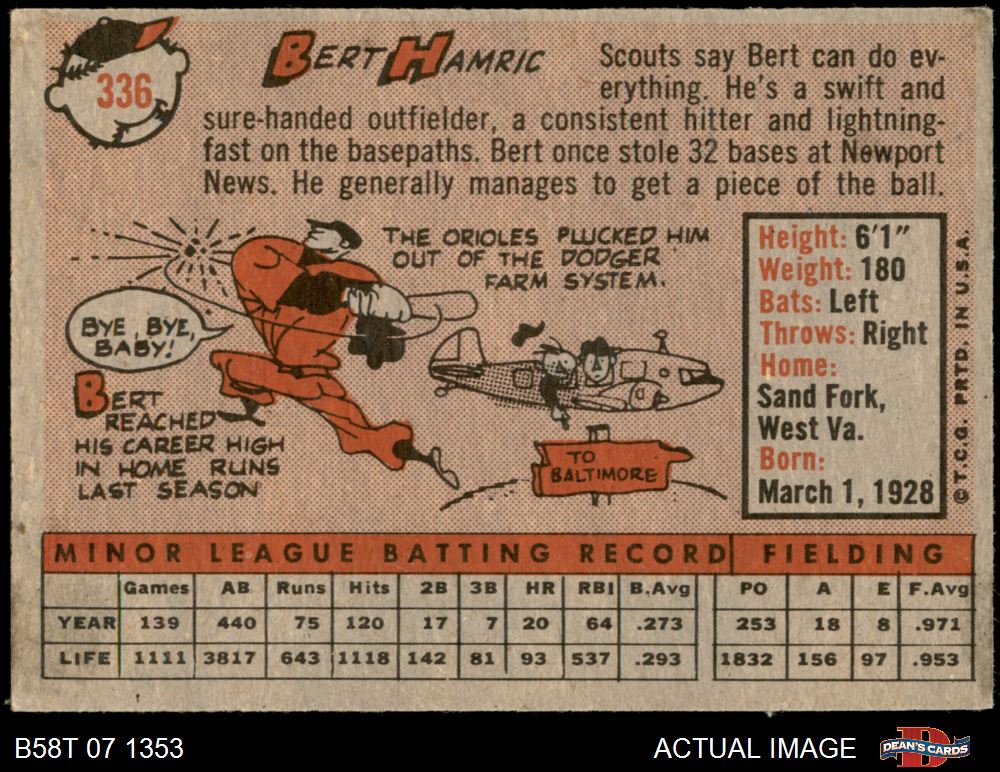 336
BERT HAMRIC
Scouts say Bert can do ev-
erything. He's a swift and
sure-handed outfielder, a consistent hitter and lightning-
fast on the basepaths. Bert once stole 32 bases at Newport
News. He generally manages to get a piece of the ball.
THE ORIOLES PLUCKED HIM
OUT OF THE DODGER
FARM SYSTEM.
BYE, BYE,
BABY!
BERT
REACHED
HIS CAREER HIGH
IN HOME RUNS
LAST SEASON
TO
BALTIMORE
Height: 6'1"
Weight: 180
Bats: Left
Throws: Right
Home:
Sand Fork,
West Va.
Born:
March 1, 1928
© T.C.G. PRTD. IN U.S.A.
MINOR LEAGUE BATTING RECORD FIELDING
Games AB Runs Hits 2B 3B HR RBI B.Avg PO A E F.Avg
YEAR 139 440 75 120 17 7 20 64 .273 253 18 8 .971
LIFE 1111 3817 643 1118 142 81 93 537 .293 1832 156 97 .953
B58T 07 1353
ACTUAL IMAGE
D
DEAN'S CARDS